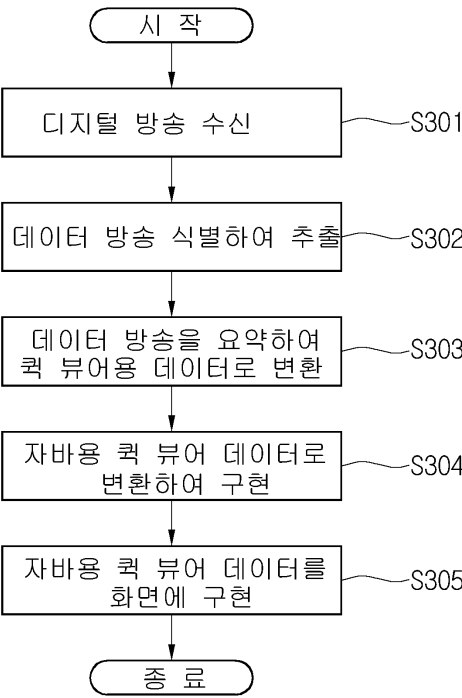 시 작
디지털 방송 수신
S301
데이터 방송 식별하여 추출
S302
데이터 방송을 요약하여
퀵 뷰어용 데이터로 변환
S303
자바용 퀵 뷰어 데이터로
변환하여 구현
S304
자바용 퀵 뷰어 데이터를
화면에 구현
S305
종 료